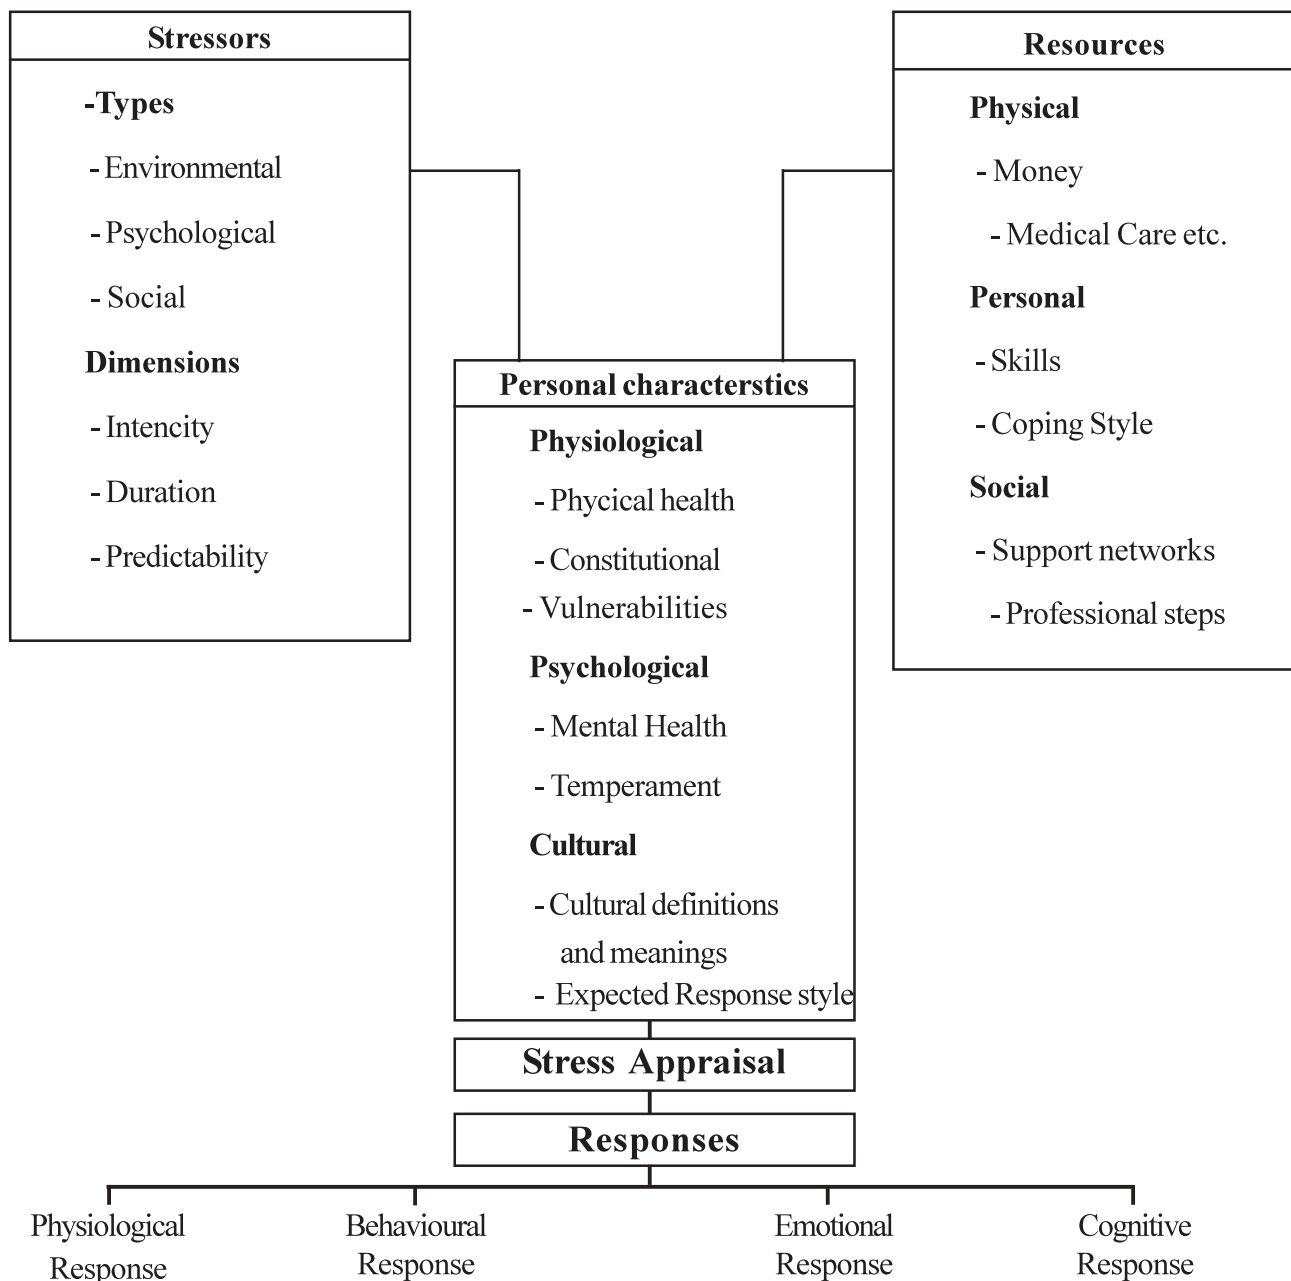 Stressors
-Types
- Environmental
- Psychological
- Social
Dimensions
- Intencity
- Duration
- Predictability
Resources
Physical
- Money
- Medical Care etc.
Personal
- Skills
- Coping Style
Social
- Support networks
- Professional steps
Personal characterstics
Physiological
- Phycical health
- Constitutional
- Vulnerabilities
Psychological
- Mental Health
- Temperament
Cultural
- Cultural definitions
and meanings
- Expected Response style
Stress Appraisal
Responses
Physiological
Response
Behavioural
Response
Emotional
Response
Cognitive
Response